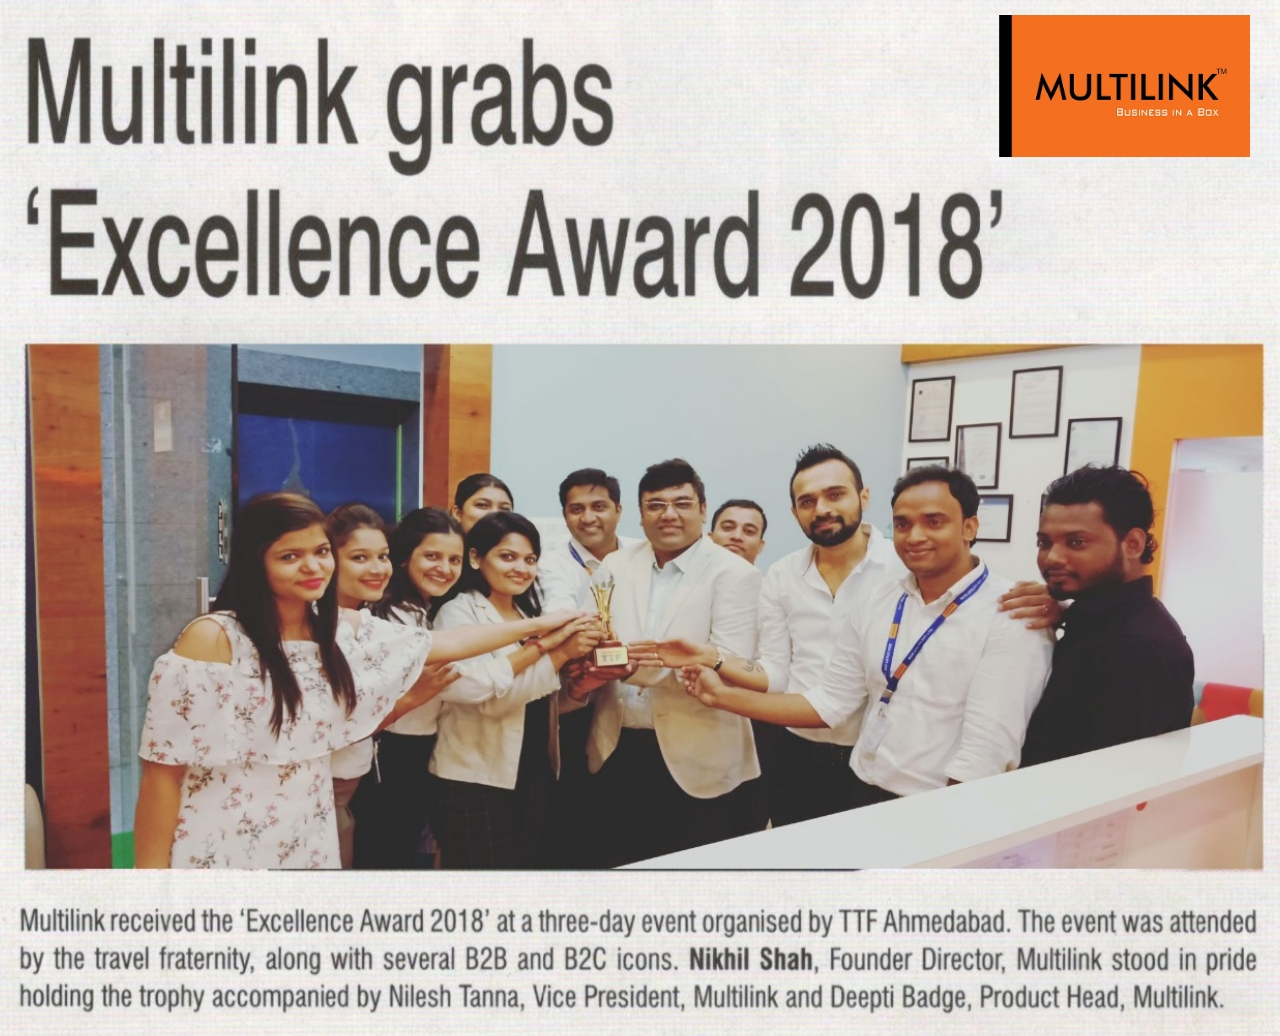 Multilink grabs
‘Excellence Award 2018’
MULTILINK™
BUSINESS IN A BOX
TTF
Multilink received the ‘Excellence Award 2018’ at a three-day event organised by TTF Ahmedabad. The event was attended
by the travel fraternity, along with several B2B and B2C icons. Nikhil Shah, Founder Director, Multilink stood in pride
holding the trophy accompanied by Nilesh Tanna, Vice President, Multilink and Deepti Badge, Product Head, Multilink.